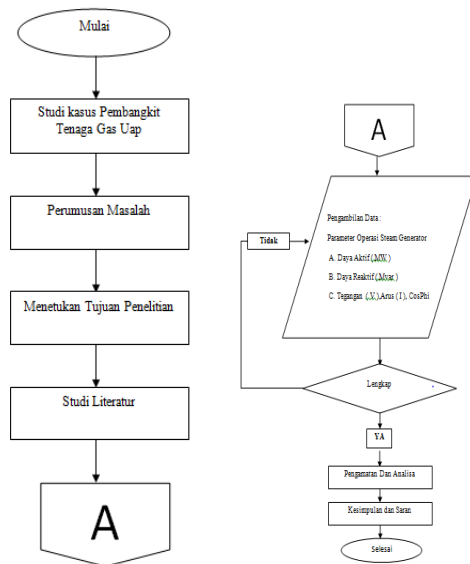 Mulai
Studi kasus Pembangkit
Tenaga Gas Uap
Perumusan Masalah
Menetukan Tujuan Penelitian
Studi Literatur
A
A
Pengambilan Data :
Parameter Operasi Steam Generator
A. Daya Aktif (.MW.)
B. Daya Reaktif (.Mvar.)
C. Tegangan (.V.),Arus (I), CosPhi
Tidak
Lengkap
YA
Pengamatan Dan Analisa
Kesimpulan dan Saran
Selesai